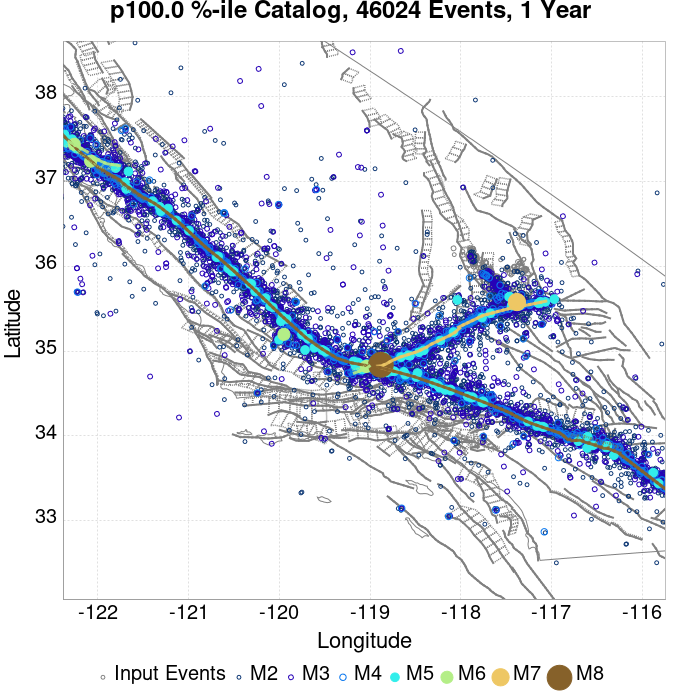 p100.0 %-ile Catalog, 46024 Events, 1 Year
38
37
36
35
34
33
Latitude
-122 -121 -120 -119 -118 -117 -116
Longitude
Input Events M2 M3 M4 M5 M6 M7 M8